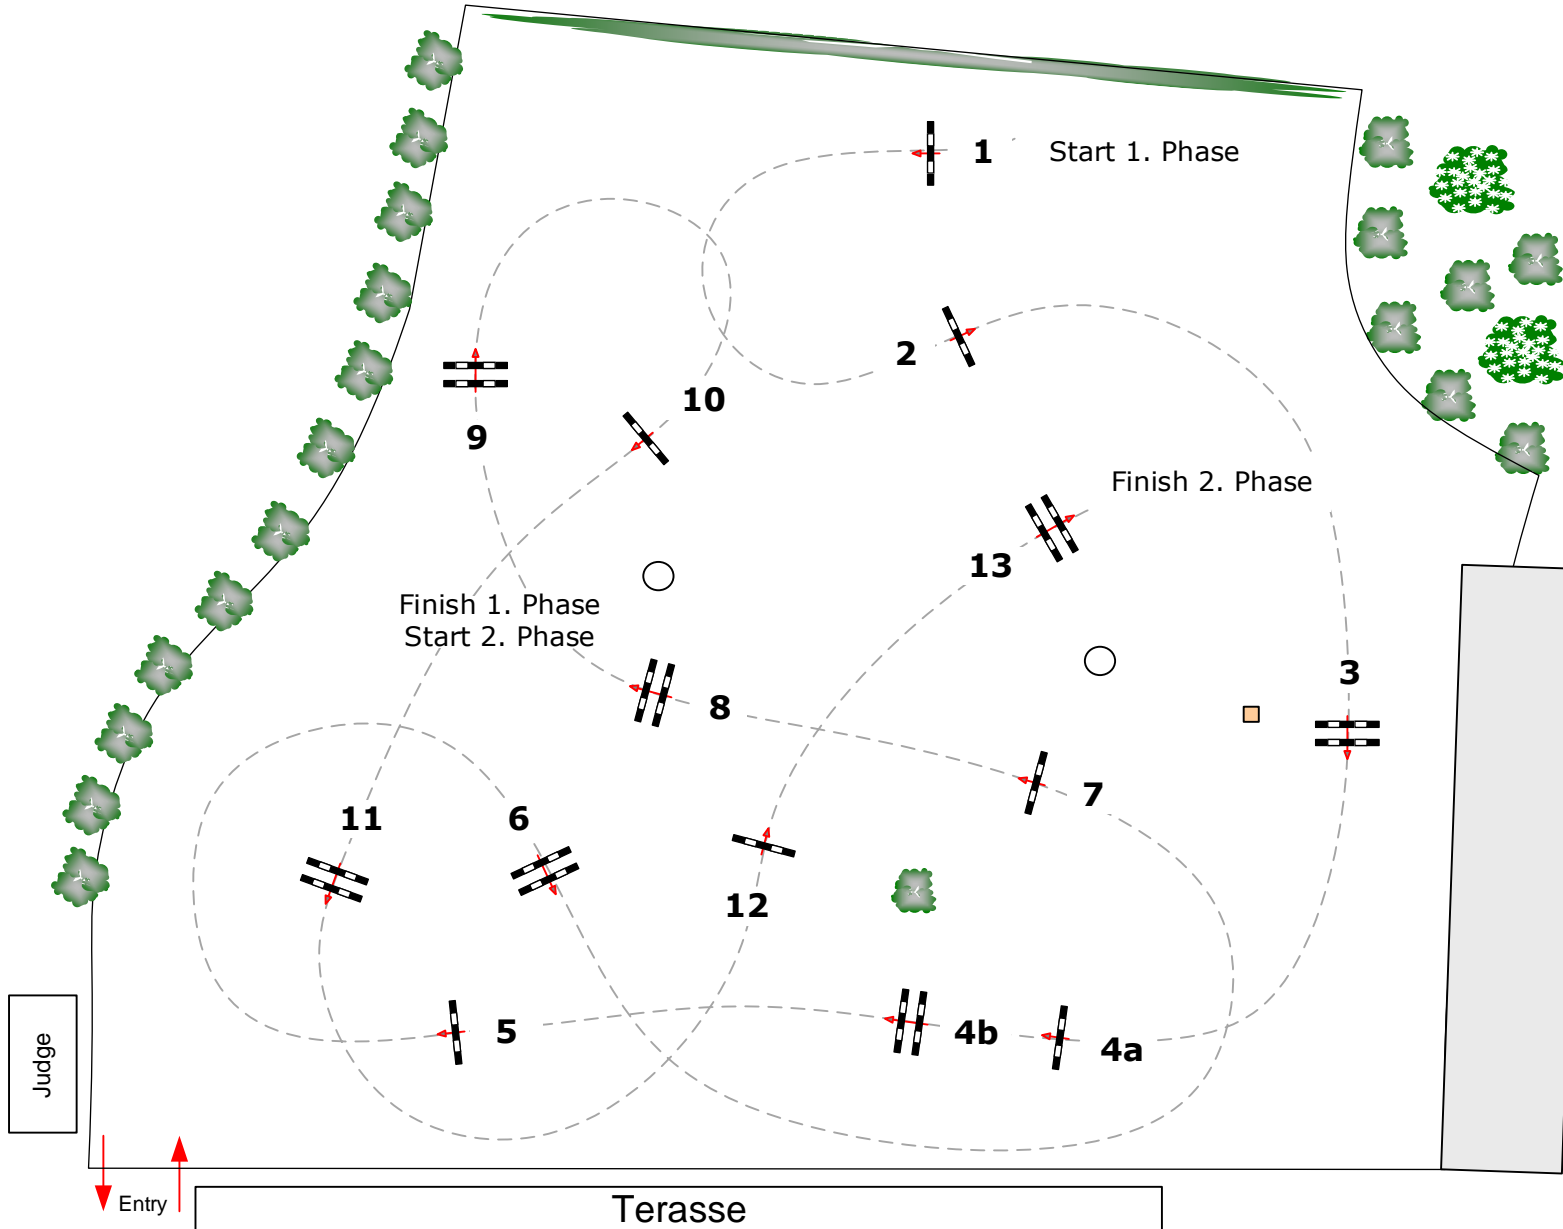 1
Start 1. Phase
2
10
9
Finish 2. Phase
13
Finish 1. Phase
Start 2. Phase
3
8
7
11
6
12
5
4b
4a
Judge
Entry
Terasse